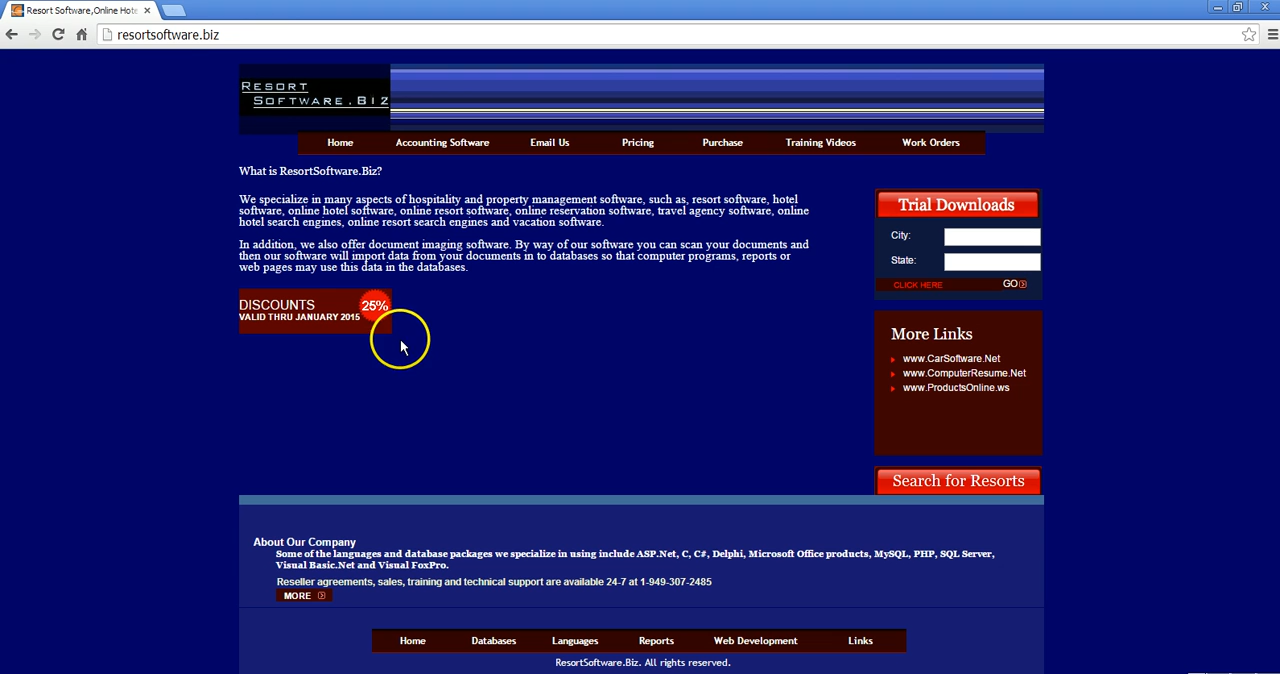 Resort Software,Online Hote
resortsoftware.biz
RESORT
SOFTWARE.BIZ
Home Accounting Software Email Us Pricing Purchase Training Videos Work Orders
What is ResortSoftware.Biz?
We specialize in many aspects of hospitality and property management software, such as, resort software, hotel
software, online hotel software, online resort software, online reservation software, travel agency software, online
hotel search engines, online resort search engines and vacation software.
In addition, we also offer document imaging software. By way of our software you can scan your documents and
then our software will import data from your documents in to databases so that computer programs, reports or
web pages may use this data in the databases.
DISCOUNTS 25%
VALID THRU JANUARY 2015
Trial Downloads
City:
State:
CLICK HERE GO
More Links
www.CarSoftware.Net
www.ComputerResume.Net
www.ProductsOnline.ws
Search for Resorts
About Our Company
Some of the languages and database packages we specialize in using include ASP.Net, C, C#, Delphi, Microsoft Office products, MySQL, PHP, SQL Server,
Visual Basic.Net and Visual FoxPro.
Reseller agreements, sales, training and technical support are available 24-7 at 1-949-307-2485
MORE
Home Databases Languages Reports Web Development Links
ResortSoftware.Biz. All rights reserved.